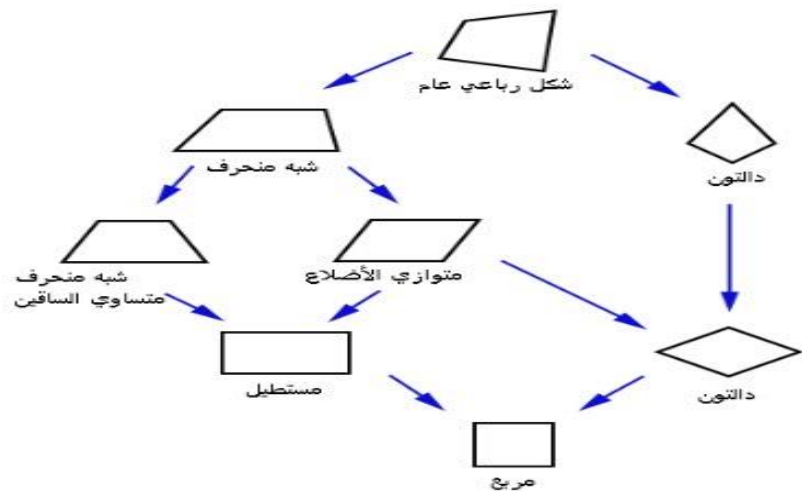 شكل رباعي عام
شبه منحرف
دالتون
شبه منحرف
متساوي الساقين
متوازي الأضلاع
مستطيل
دالتون
مربع